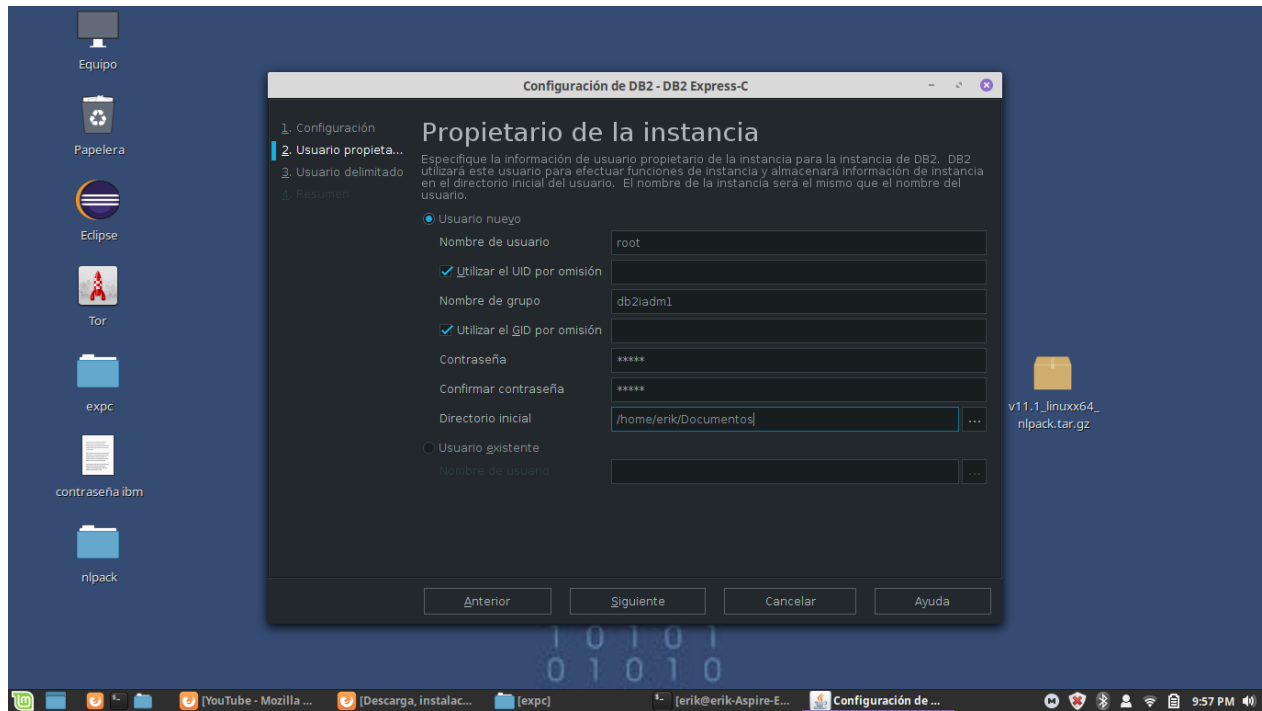 Equipo
Papelera
Eclipse
Tor
expc
contraseña ibm
nlpack
v11.1_linuxx64_
nlpack.tar.gz
Configuración de DB2 - DB2 Express-C
1. Configuración
2. Usuario propieta...
3. Usuario delimitado
4. Resumen
Propietario de la instancia
Especifique la información de usuario propietario de la instancia para la instancia de DB2. DB2
utilizará este usuario para efectuar funciones de instancia y almacenará información de instancia
en el directorio inicial del usuario. El nombre de la instancia será el mismo que el nombre del
usuario.
Usuario nuevo
Nombre de usuario root
Utilizar el UID por omisión
Nombre de grupo db2iadm1
Utilizar el GID por omisión
Contraseña *****
Confirmar contraseña *****
Directorio inicial /home/erik/Documentos ...
Usuario existente
Nombre de usuario ...
Anterior Siguiente Cancelar Ayuda
1 0 1 0 1
0 1 0 1 0
[YouTube - Mozilla ... [Descarga, instalac... [expc] [erik@erik-Aspire-E... Configuración de ... 9:57 PM